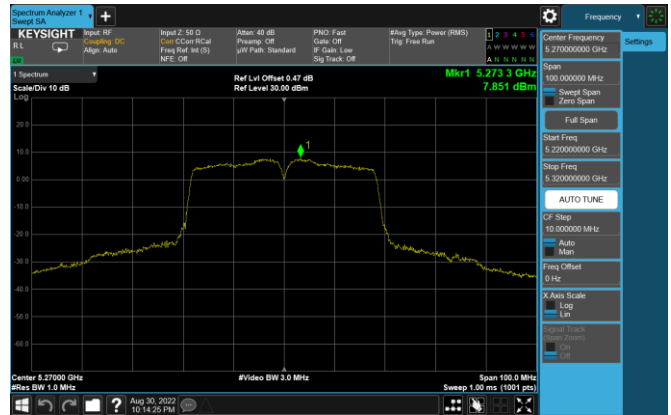 Spectrum Analyzer 1
Swept SA
Frequency
KEYSIGHT
RL
Input: RF
Coupling: DC
Align: Auto
Input Z: 50 Ω
Corr CCorr RCal
Freq Ref: Int (S)
NFE: Off
Atten: 40 dB
Preamp: Off
µW Path: Standard
PNO: Fast
Gate: Off
IF Gain: Low
Sig Track: Off
#Avg Type: Power (RMS)
Trig: Free Run
1 2 3 4 5 6
A W W W W W
A N N N N N
LW
1 Spectrum
Scale/Div 10 dB
Log
Ref Lvl Offset 0.47 dB
Ref Level 30.00 dBm
Mkr1 5.273 3 GHz
7.851 dBm
1
20.0
10.0
0.00
-10.0
-20.0
-30.0
-40.0
-50.0
-60.0
Center 5.27000 GHz
#Res BW 1.0 MHz
#Video BW 3.0 MHz
Span 100.0 MHz
Sweep 1.00 ms (1001 pts)
Aug 30, 2022
10:14:25 PM
Center Frequency
5.270000000 GHz
Settings
Span
100.000000 MHz
Swept Span
Zero Span
Full Span
Start Freq
5.220000000 GHz
Stop Freq
5.320000000 GHz
AUTO TUNE
CF Step
10.000000 MHz
Auto
Man
Freq Offset
0 Hz
X Axis Scale
Log
Lin
Signal Track
(Span Zoom)
On
Off